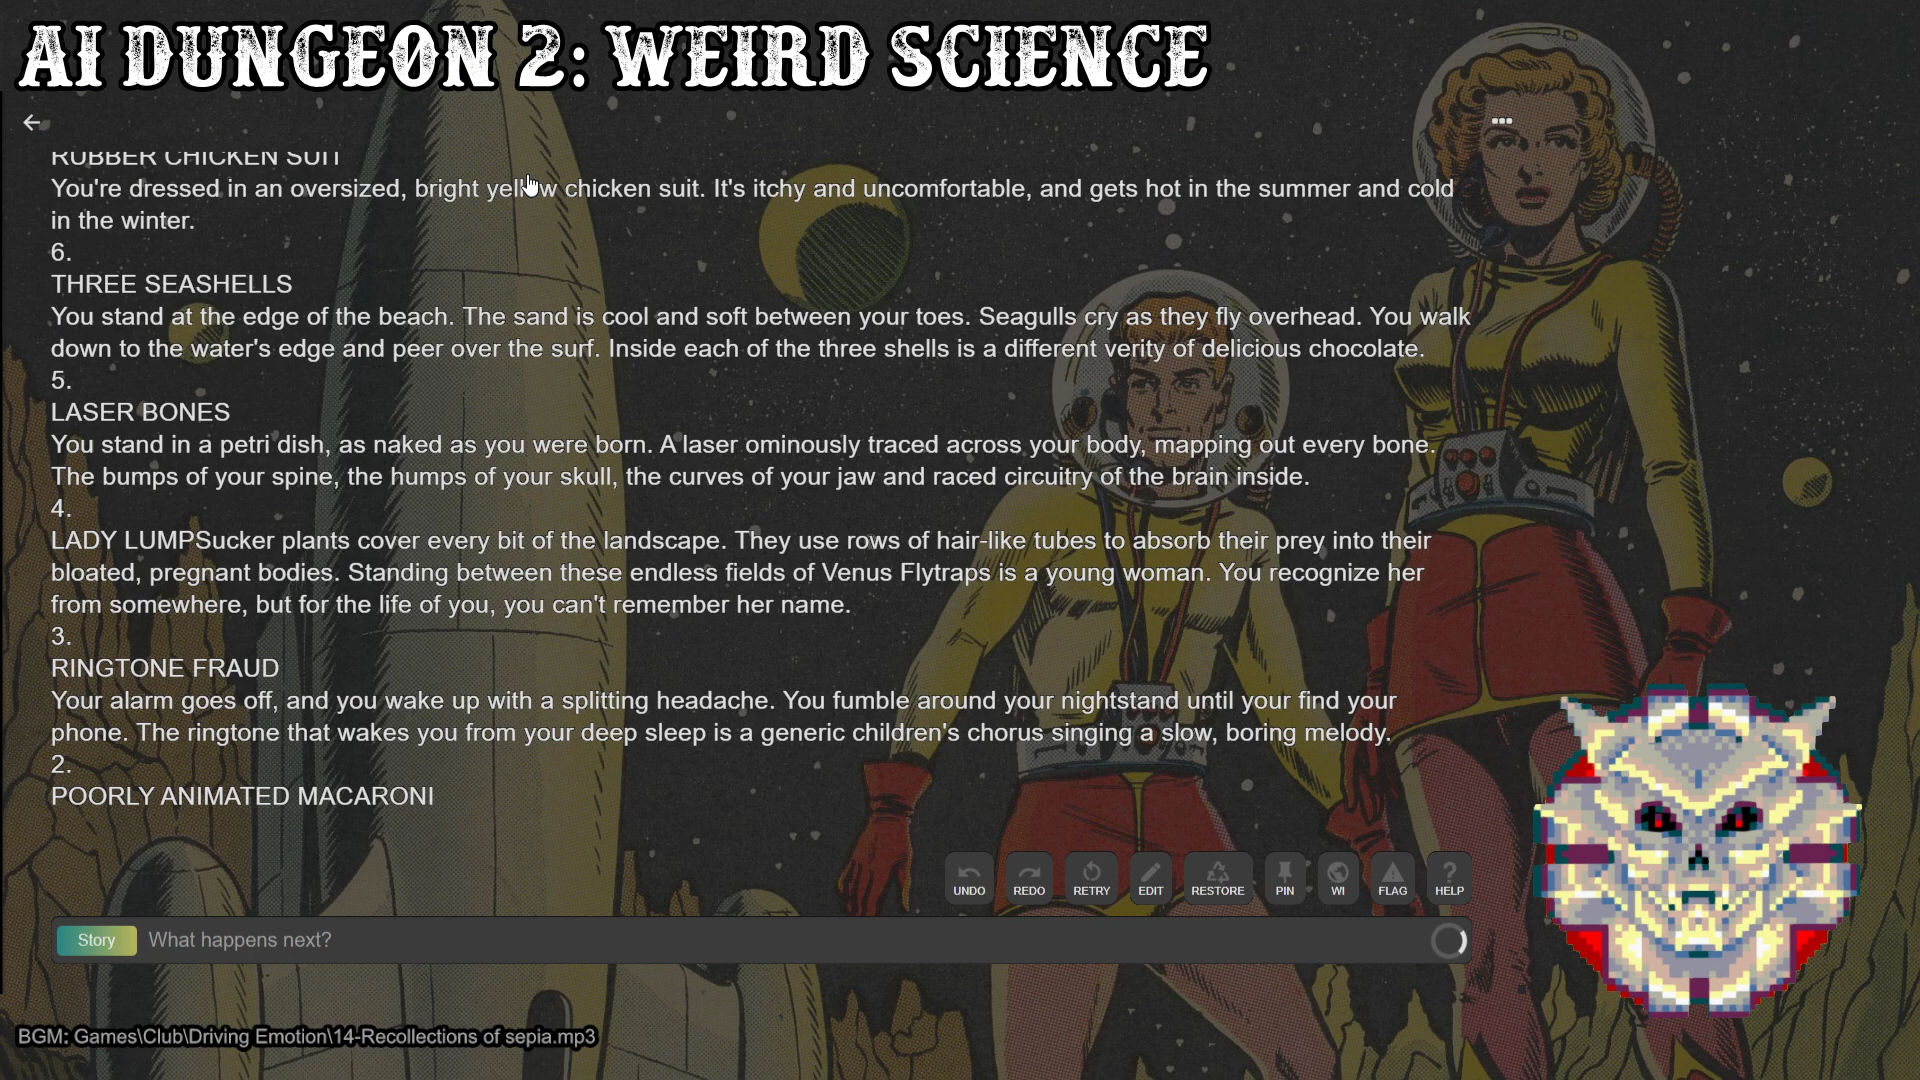 AI DUNGEON 2: WEIRD SCIENCE
RUBBER CHICKEN SUIT
You're dressed in an oversized, bright yellow chicken suit. It's itchy and uncomfortable, and gets hot in the summer and cold
in the winter.
6.
THREE SEASHELLS
You stand at the edge of the beach. The sand is cool and soft between your toes. Seagulls cry as they fly overhead. You walk
down to the water's edge and peer over the surf. Inside each of the three shells is a different verity of delicious chocolate.
5.
LASER BONES
You stand in a petri dish, as naked as you were born. A laser ominously traced across your body, mapping out every bone.
The bumps of your spine, the humps of your skull, the curves of your jaw and raced circuitry of the brain inside.
4.
LADY LUMPSucker plants cover every bit of the landscape. They use rows of hair-like tubes to absorb their prey into their
bloated, pregnant bodies. Standing between these endless fields of Venus Flytraps is a young woman. You recognize her
from somewhere, but for the life of you, you can't remember her name.
3.
RINGTONE FRAUD
Your alarm goes off, and you wake up with a splitting headache. You fumble around your nightstand until your find your
phone. The ringtone that wakes you from your deep sleep is a generic children's chorus singing a slow, boring melody.
2.
POORLY ANIMATED MACARONI
UNDO REDO RETRY EDIT RESTORE PIN WI FLAG HELP
Story What happens next?
BGM: Games\Club\Driving Emotion\14-Recollections of sepia.mp3